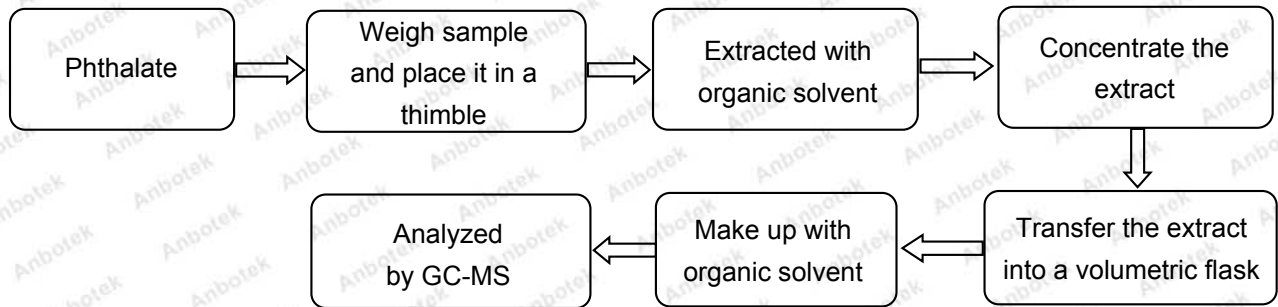 Phthalate
Weigh sample
and place it in a
thimble
Extracted with
organic solvent
Concentrate the
extract
Transfer the extract
into a volumetric flask
Make up with
organic solvent
Analyzed
by GC-MS
Anbotek